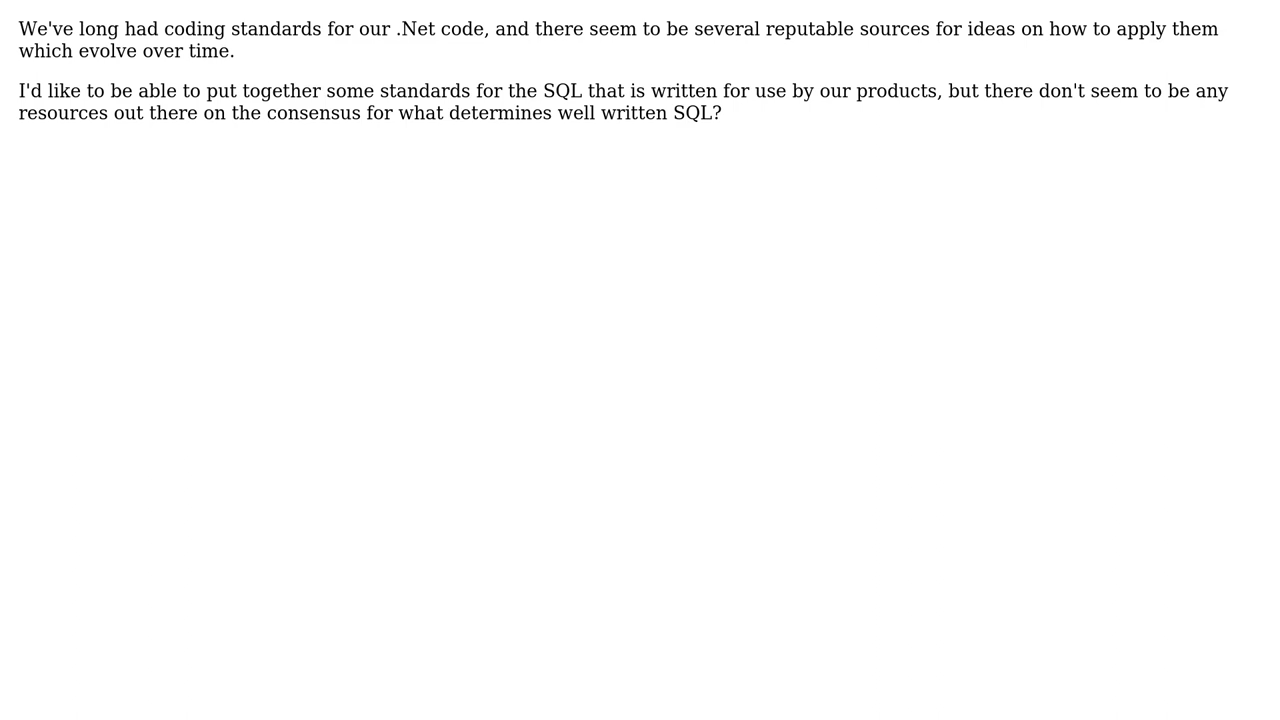 We've long had coding standards for our .Net code, and there seem to be several reputable sources for ideas on how to apply them
which evolve over time.
I'd like to be able to put together some standards for the SQL that is written for use by our products, but there don't seem to be any
resources out there on the consensus for what determines well written SQL?